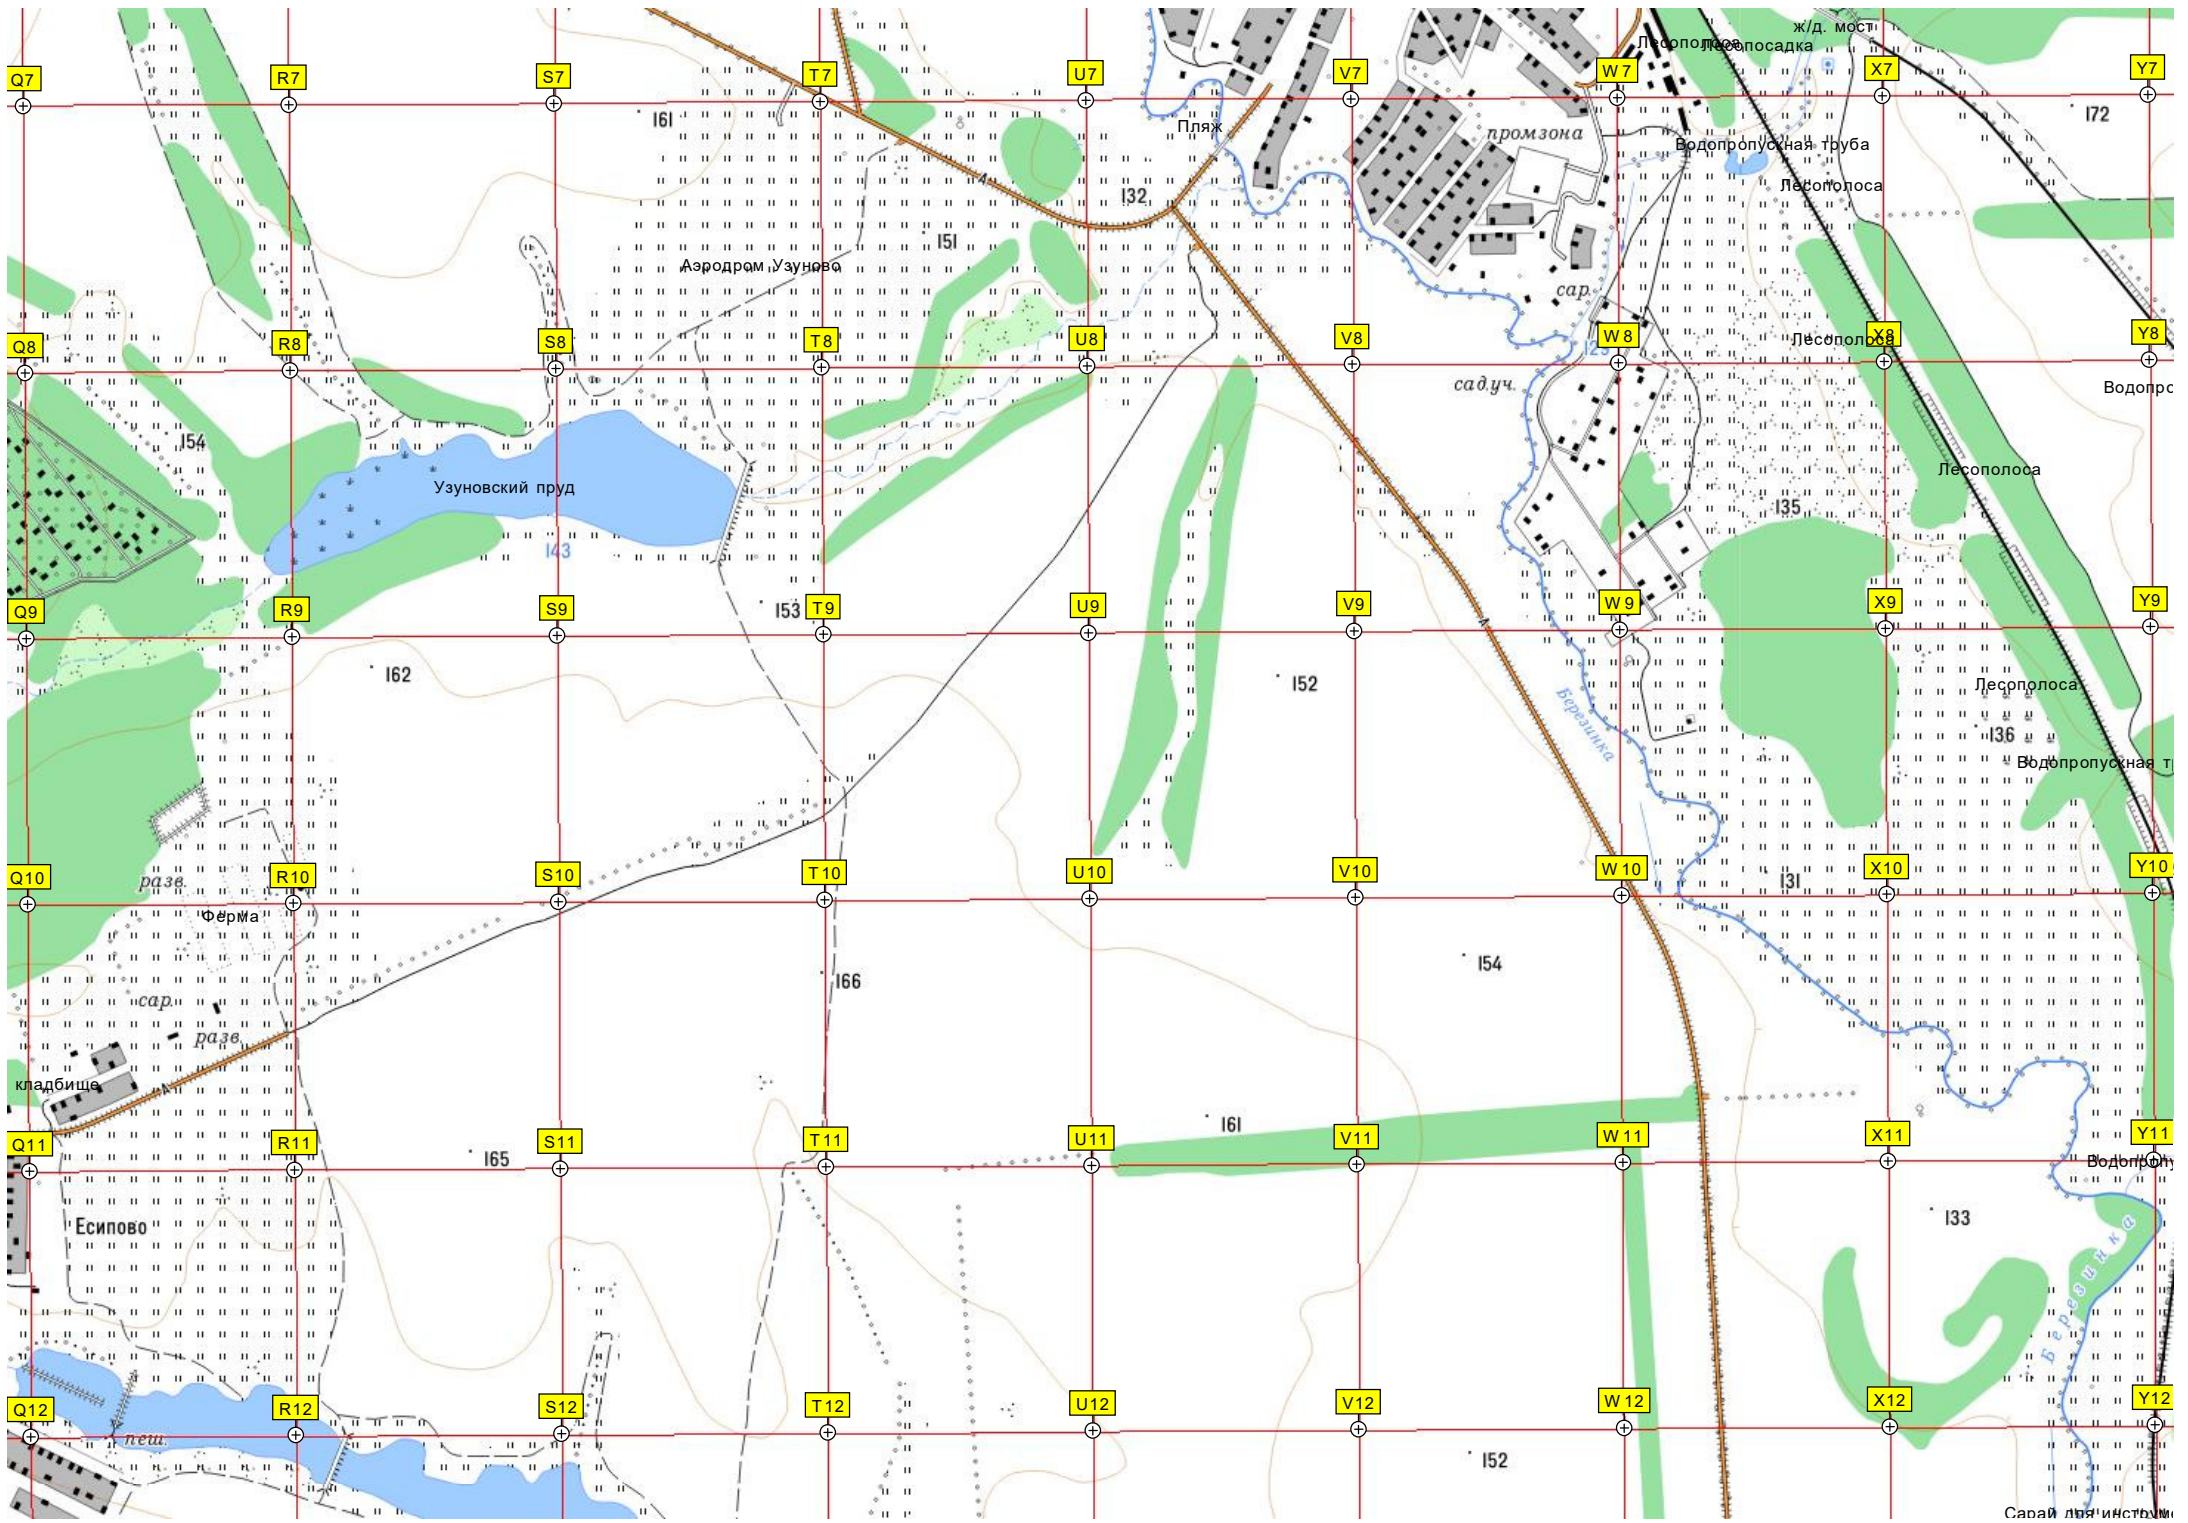 ж/д. мост
Лесополоса
Лесопосадка
Q7
R7
S7
T7
U7
V7
W7
X7
Y7
161
172
Пляж
промзона
Водопропускная труба
132
Лесополоса
151
Аэродром Узуново
сар.
Q8
R8
S8
T8
U8
V8
W8
X8
Y8
Лесополоса
сад.уч.
Водопро
154
Лесополоса
Узуновский пруд
135
143
Q9
R9
S9
153
T9
U9
V9
W9
X9
Y9
162
152
Лесополоса
Березинка
136
Водопропускная т
Q10
разв.
R10
S10
T10
U10
V10
W10
131
X10
Y10
Ферма
154
166
сар.
разв.
кладбище
161
Q11
R11
165
S11
T11
U11
V11
W11
X11
Y11
Водопропу
Есипово
133
Березинка
Q12
R12
S12
T12
U12
V12
W12
X12
Y12
152
Сарай для инструме